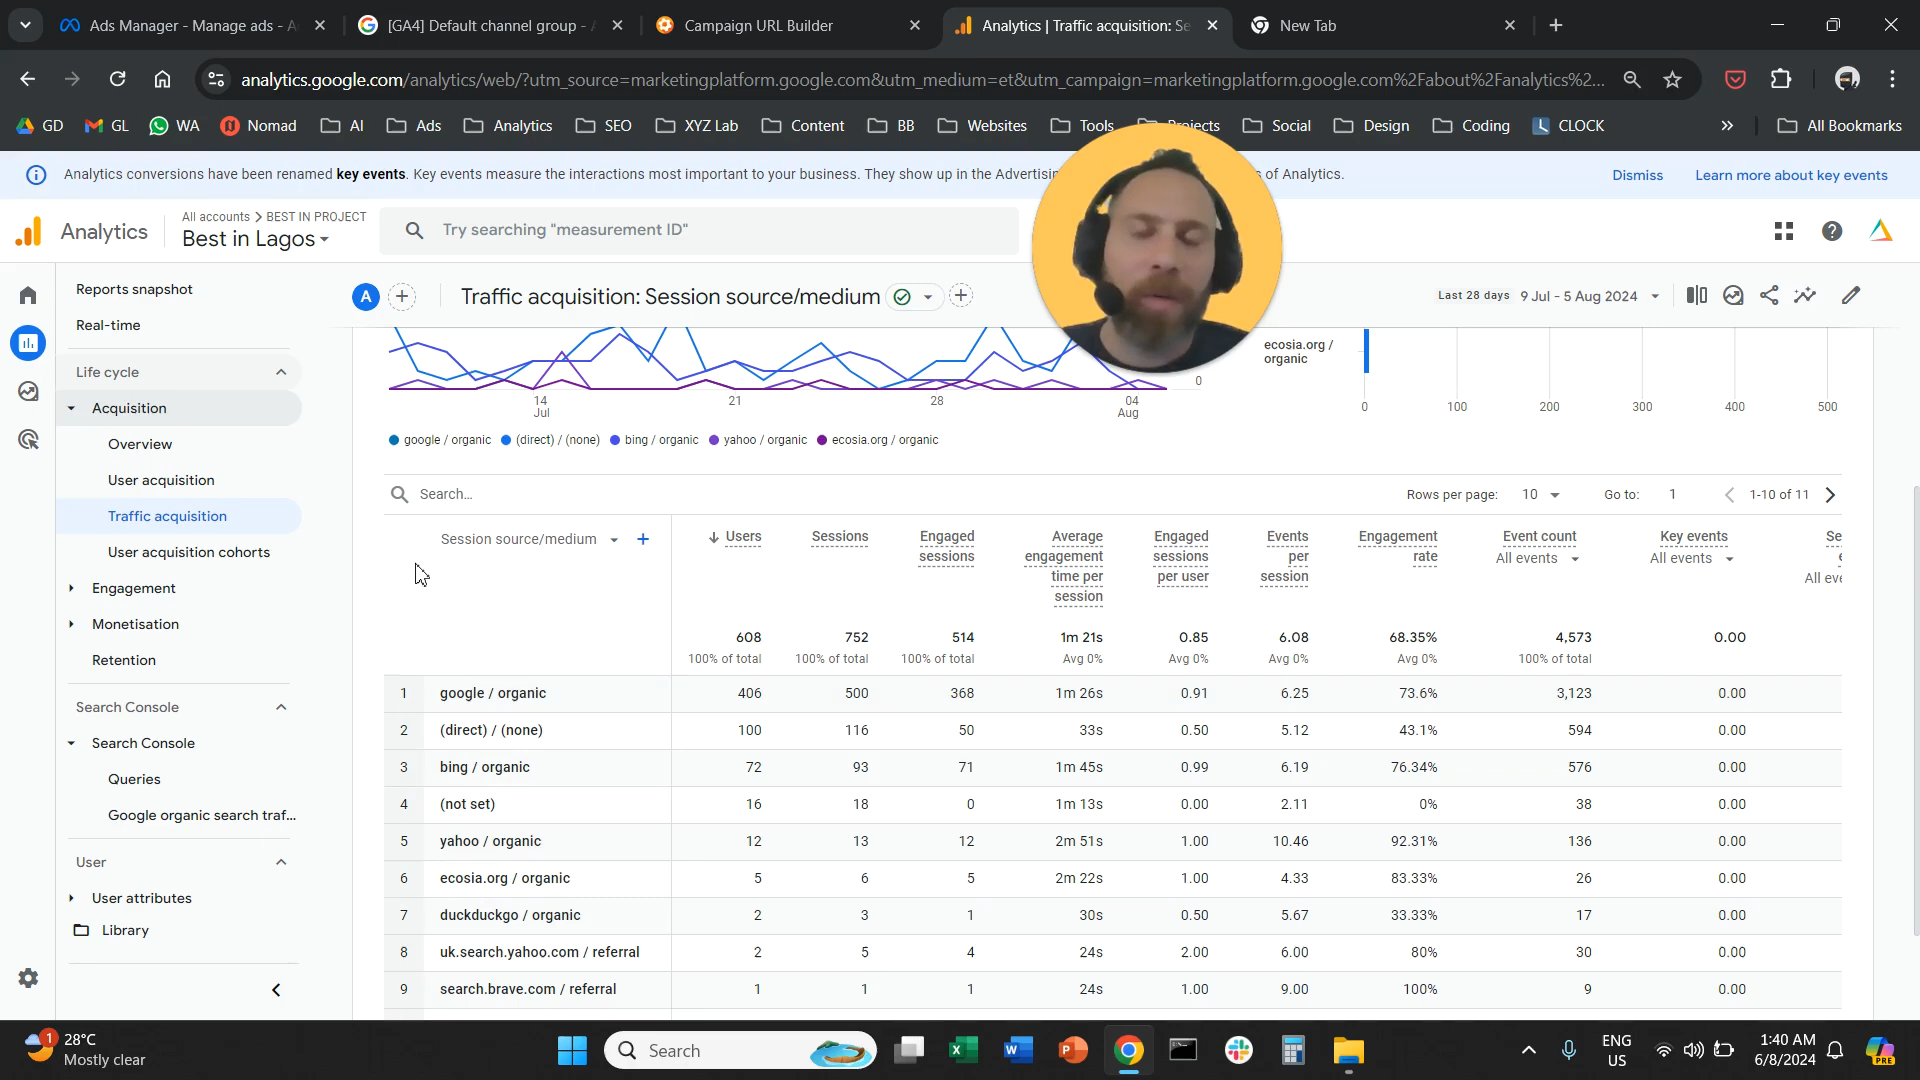 Ads Manager - Manage ads - A
[GA4] Default channel group - A
Campaign URL Builder
Analytics | Traffic acquisition: Se
New Tab
analytics.google.com/analytics/web/?utm_source=marketingplatform.google.com&utm_medium=et&utm_campaign=marketingplatform.google.com%2Fabout%2Fanalytics%2...
GD
GL
WA
Nomad
AI
Ads
Analytics
SEO
XYZ Lab
Content
BB
Websites
Tools
Projects
Social
Design
Coding
CLOCK
All Bookmarks
Analytics conversions have been renamed key events. Key events measure the interactions most important to your business. They show up in the Advertisin
s of Analytics.
Dismiss
Learn more about key events
Analytics
All accounts > BEST IN PROJECT
Best in Lagos
Try searching "measurement ID"
Reports snapshot
Real-time
Life cycle
Acquisition
Overview
User acquisition
Traffic acquisition
User acquisition cohorts
Engagement
Monetisation
Retention
Search Console
Search Console
Queries
Google organic search traf...
User
User attributes
Library
A
Traffic acquisition: Session source/medium
Last 28 days 9 Jul - 5 Aug 2024
0
14 Jul
21
28
04 Aug
google / organic
(direct) / (none)
bing / organic
yahoo / organic
ecosia.org / organic
ecosia.org /
organic
0 100 200 300 400 500
Search...
Rows per page: 10
Go to: 1
1-10 of 11
Session source/medium
Users
Sessions
Engaged
sessions
Average
engagement
time per
session
Engaged
sessions
per user
Events
per
session
Engagement
rate
Event count
All events
Key events
All events
Se
e
All eve
608 752 514 1m 21s 0.85 6.08 68.35% 4,573 0.00
100% of total 100% of total 100% of total Avg 0% Avg 0% Avg 0% Avg 0% 100% of total
1 google / organic 406 500 368 1m 26s 0.91 6.25 73.6% 3,123 0.00
2 (direct) / (none) 100 116 50 33s 0.50 5.12 43.1% 594 0.00
3 bing / organic 72 93 71 1m 45s 0.99 6.19 76.34% 576 0.00
4 (not set) 16 18 0 1m 13s 0.00 2.11 0% 38 0.00
5 yahoo / organic 12 13 12 2m 51s 1.00 10.46 92.31% 136 0.00
6 ecosia.org / organic 5 6 5 2m 22s 1.00 4.33 83.33% 26 0.00
7 duckduckgo / organic 2 3 1 30s 0.50 5.67 33.33% 17 0.00
8 uk.search.yahoo.com / referral 2 5 4 24s 2.00 6.00 80% 30 0.00
9 search.brave.com / referral 1 1 1 24s 1.00 9.00 100% 9 0.00
1
28°C
Mostly clear
Search
ENG
US
1:40 AM
6/8/2024
PRE